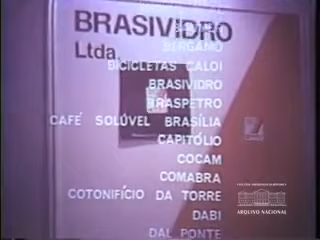 BRASIVIDRO
Ltda.
BERGAMO
BICICLETAS CALOI
BRASIVIDRO
BRASPETRO
CAFÉ SOLÚVEL BRASÍLIA
CAPITÓLIO
COCAM
COMABRA
COTONIFÍCIO DA TORRE
DABI
DAL PONTE
ARQUIVO NACIONAL